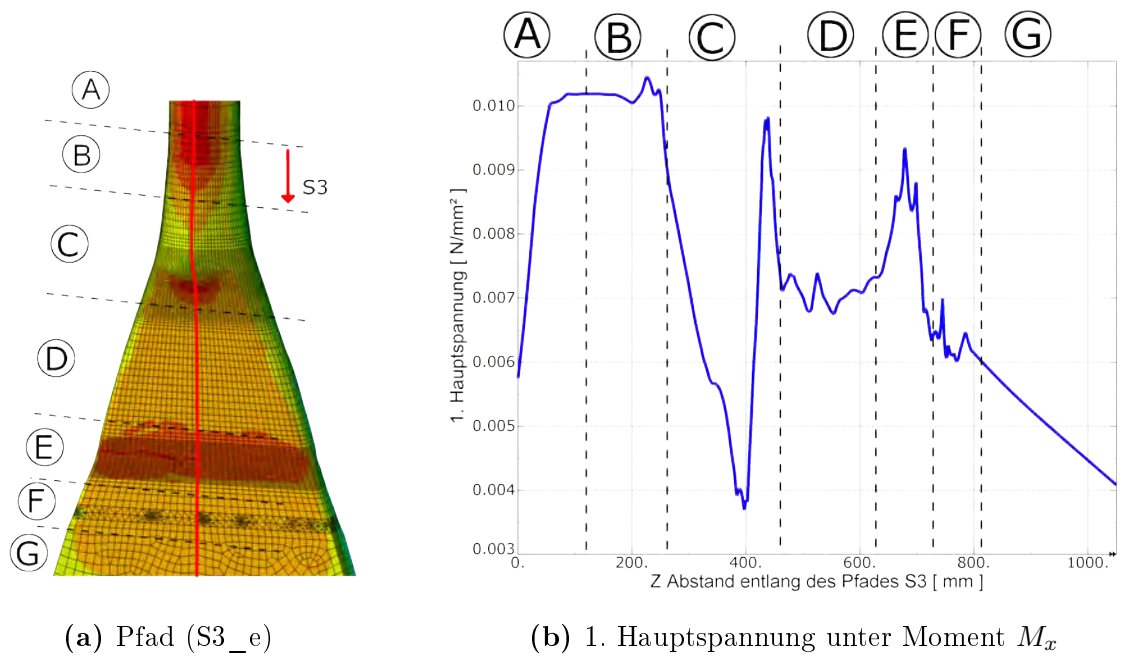 A
B
S3
C
D
E
F
G
A B C D E F G
1. Hauptspannung [ N/mm² ]
0.010
0.009
0.008
0.007
0.006
0.005
0.004
0.003
0. 200. 400. 600. 800. 1000.
Z Abstand entlang des Pfades S3 [ mm ]
(a) Pfad (S3_e)
(b) 1. Hauptspannung unter Moment Mₓ